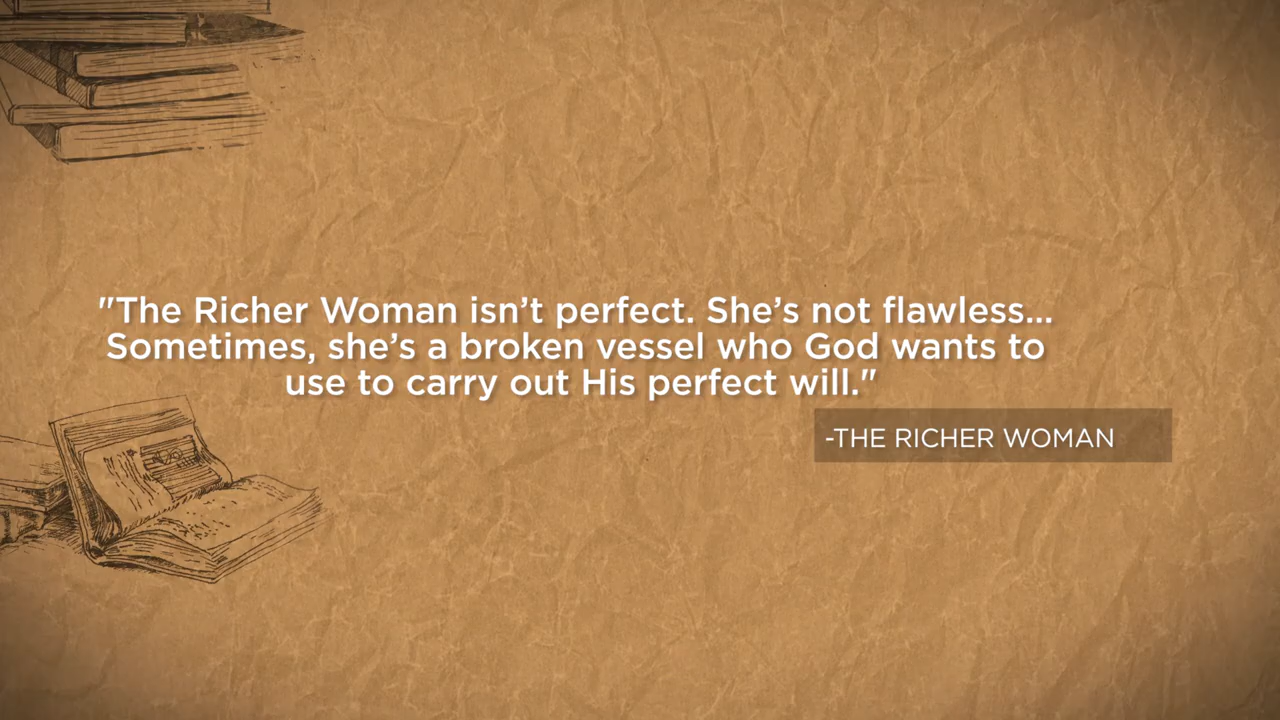 "The Richer Woman isn’t perfect. She’s not flawless...
Sometimes, she’s a broken vessel who God wants to
use to carry out His perfect will."
-THE RICHER WOMAN